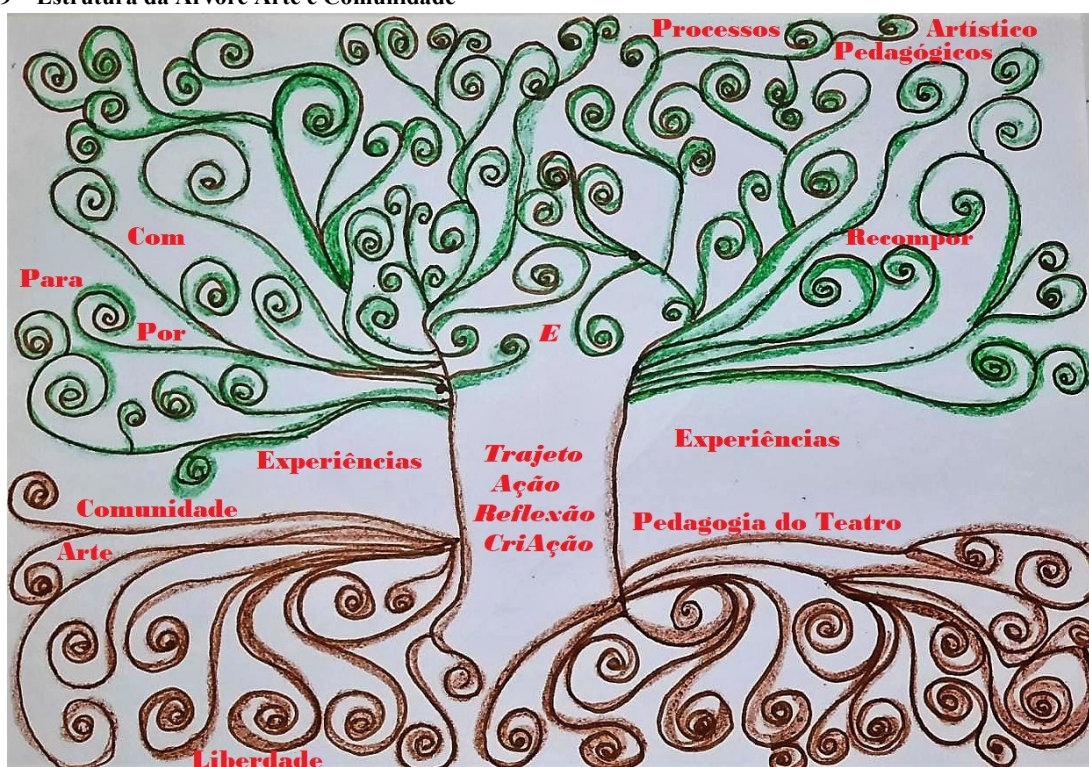 Estrutura da Árvore Arte e Comunidade
Processos
Artístico
Pedagógicos
Com
Recompor
Para
Por
E
Experiências
Experiências
Trajeto
Ação
Reflexão
CriAção
Comunidade
Pedagogia do Teatro
Arte
Liberdade